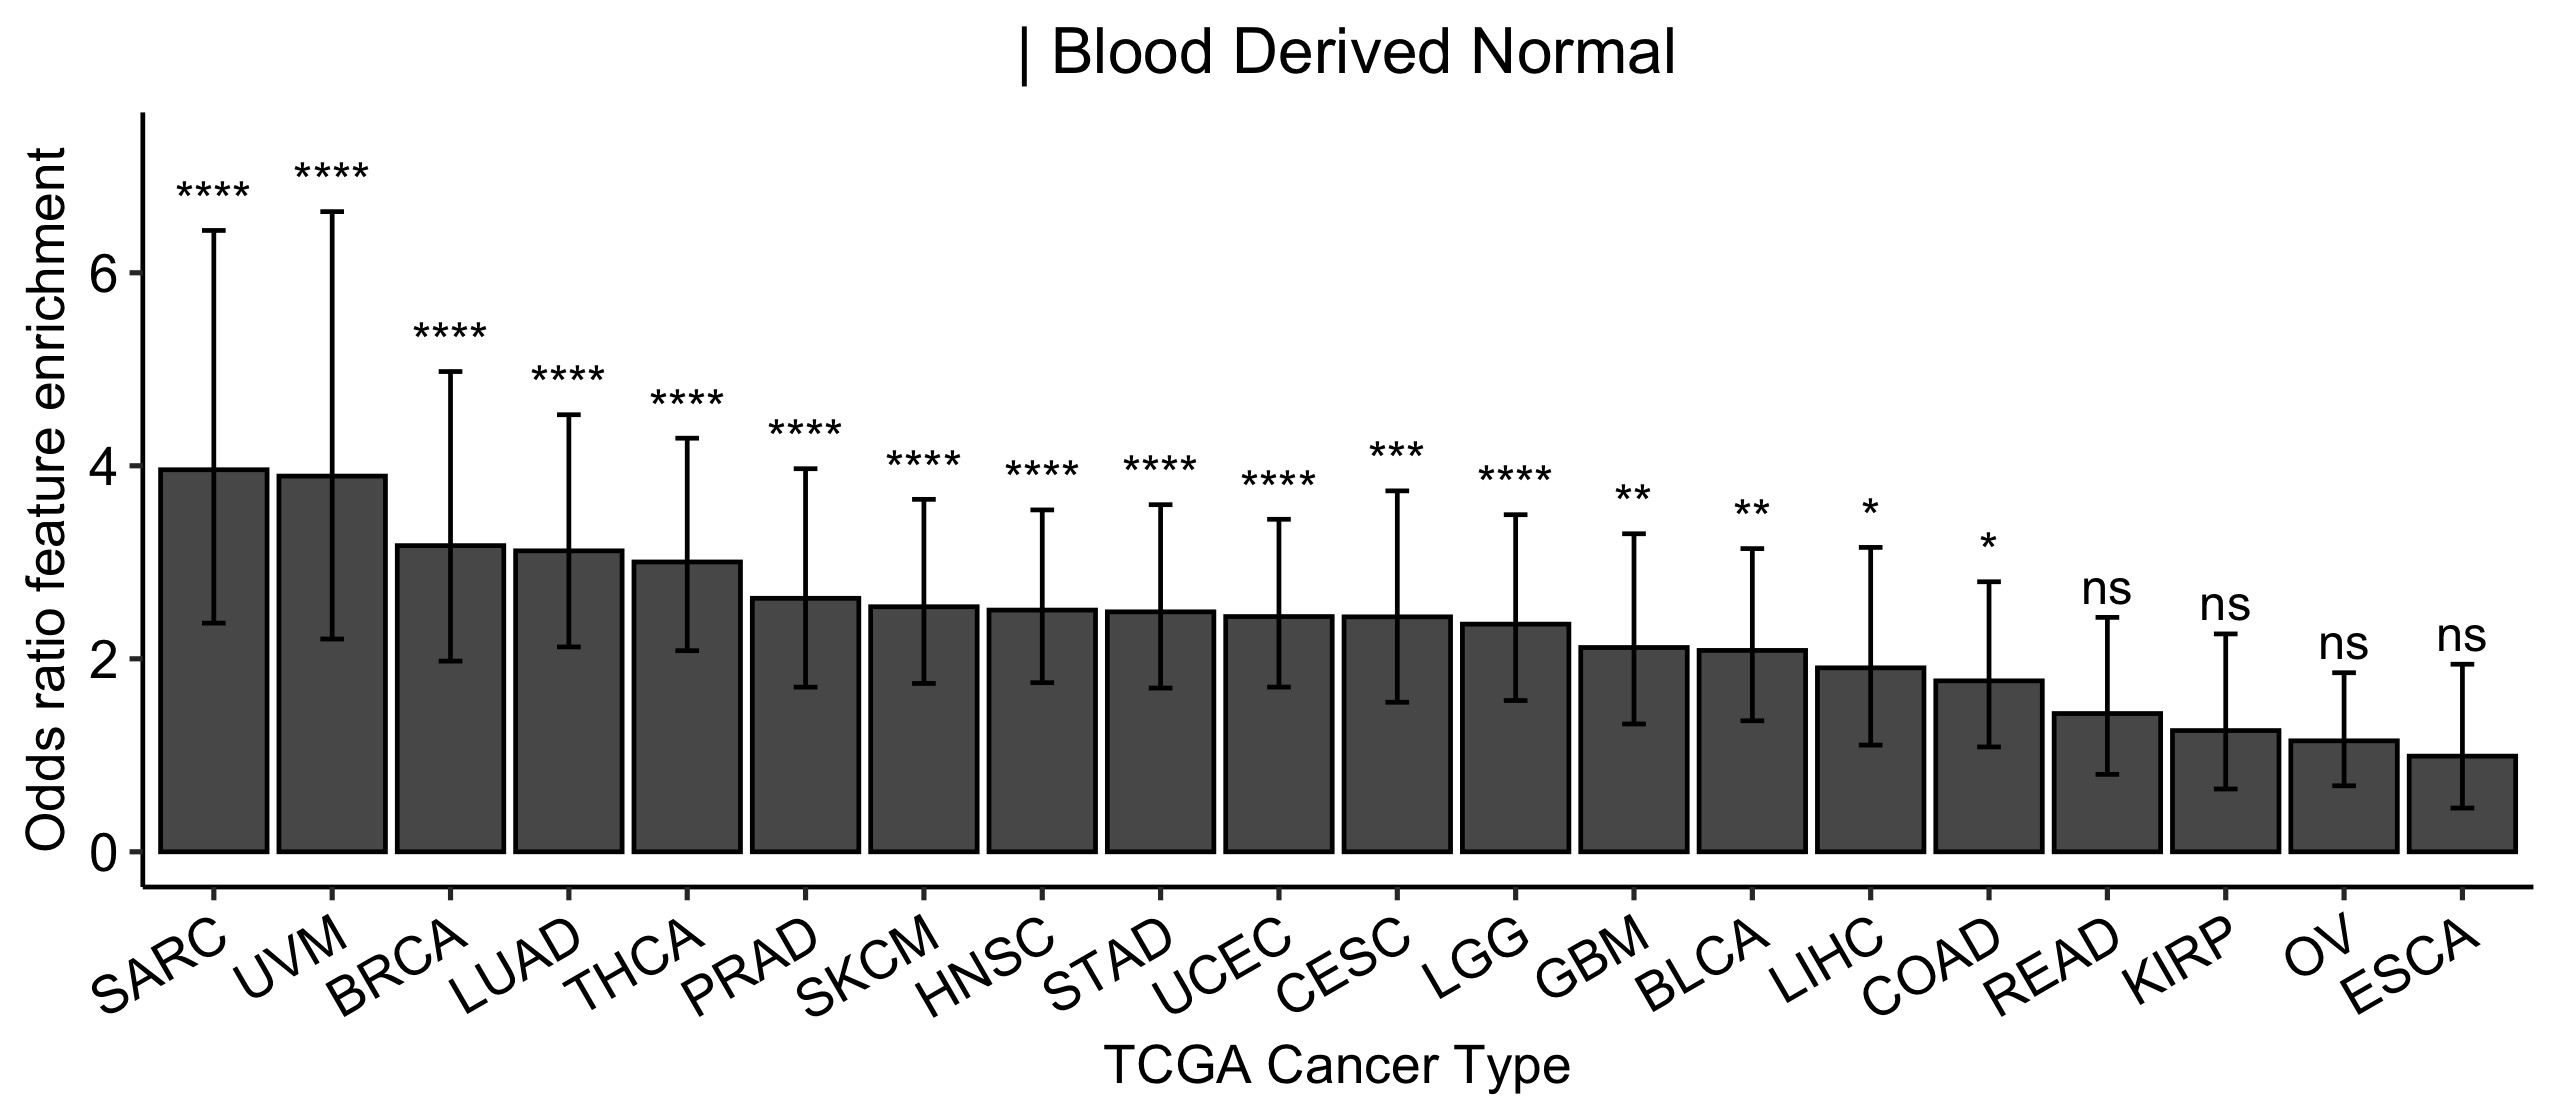 | Blood Derived Normal
Odds ratio feature enrichment
6
4
2
0
****
****
****
****
****
****
****
****
****
****
***
****
**
**
*
*
ns
ns
ns
ns
SARC
UVM
BRCA
LUAD
THCA
PRAD
SKCM
HNSC
STAD
UCEC
CESC
LGG
GBM
BLCA
LIHC
COAD
READ
KIRP
OV
ESCA
TCGA Cancer Type